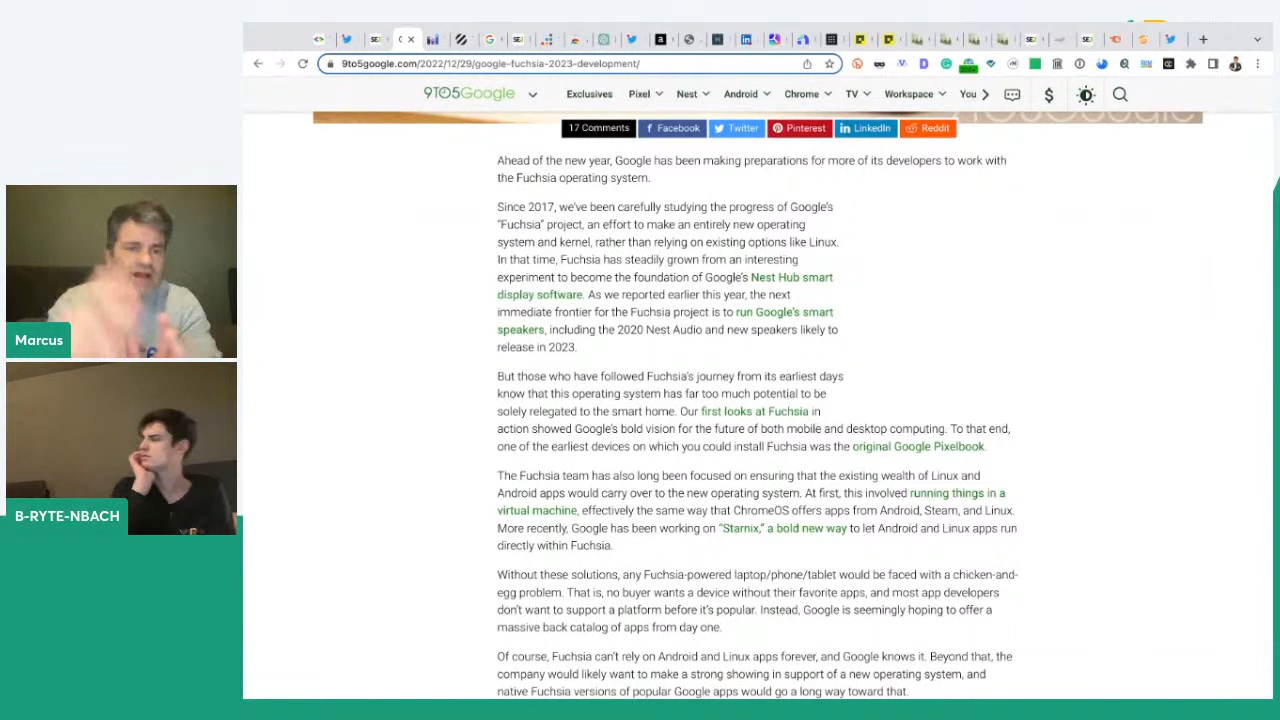 9to5google.com/2022/12/29/google-fuchsia-2023-development/
9TO5Google
Exclusives Pixel Nest Android Chrome TV Workspace You
17 Comments Facebook Twitter Pinterest LinkedIn Reddit
Ahead of the new year, Google has been making preparations for more of its developers to work with
the Fuchsia operating system.
Since 2017, we've been carefully studying the progress of Google's
"Fuchsia" project, an effort to make an entirely new operating
system and kernel, rather than relying on existing options like Linux.
In that time, Fuchsia has steadily grown from an interesting
experiment to become the foundation of Google's Nest Hub smart
display software. As we reported earlier this year, the next
immediate frontier for the Fuchsia project is to run Google's smart
speakers, including the 2020 Nest Audio and new speakers likely to
release in 2023.
But those who have followed Fuchsia's journey from its earliest days
know that this operating system has far too much potential to be
solely relegated to the smart home. Our first looks at Fuchsia in
action showed Google's bold vision for the future of both mobile and desktop computing. To that end,
one of the earliest devices on which you could install Fuchsia was the original Google Pixelbook.
The Fuchsia team has also long been focused on ensuring that the existing wealth of Linux and
Android apps would carry over to the new operating system. At first, this involved running things in a
virtual machine, effectively the same way that ChromeOS offers apps from Android, Steam, and Linux.
More recently, Google has been working on "Starnix," a bold new way to let Android and Linux apps run
directly within Fuchsia.
Without these solutions, any Fuchsia-powered laptop/phone/tablet would be faced with a chicken-and-
egg problem. That is, no buyer wants a device without their favorite apps, and most app developers
don't want to support a platform before it's popular. Instead, Google is seemingly hoping to offer a
massive back catalog of apps from day one.
Of course, Fuchsia can't rely on Android and Linux apps forever, and Google knows it. Beyond that, the
company would likely want to make a strong showing in support of a new operating system, and
native Fuchsia versions of popular Google apps would go a long way toward that.
Marcus
B-RYTE-NBACH